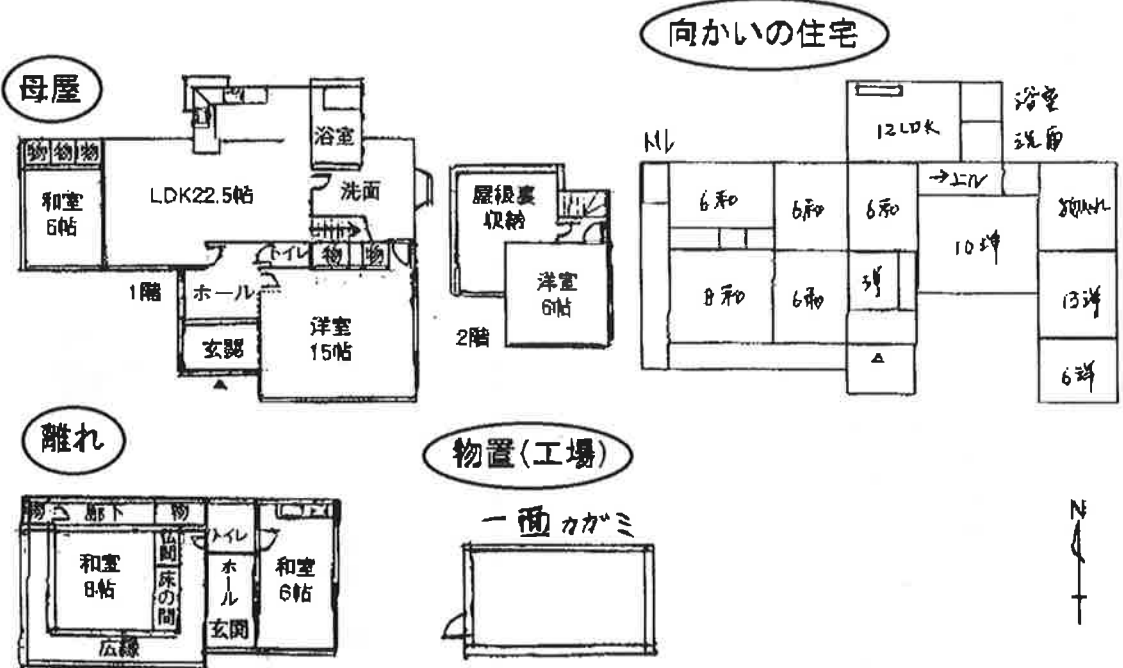 母屋
物 物 物
和室
6帖
LDK22.5帖
浴室
洗面
トイレ
物 物
1階
ホール
玄関
洋室
15帖
屋根裏
収納
洋室
6帖
2階
向かいの住宅
12LDK
浴室
洗面
トル
6和
6和
6和
→上ル
物入れ
10洋
8和
6和
洋
13洋
6洋
離れ
物
廊下
物
仏間
トイレ
和室
8帖
床の間
ホール
和室
6帖
玄関
広縁
物置(工場)
一面カガミ
N